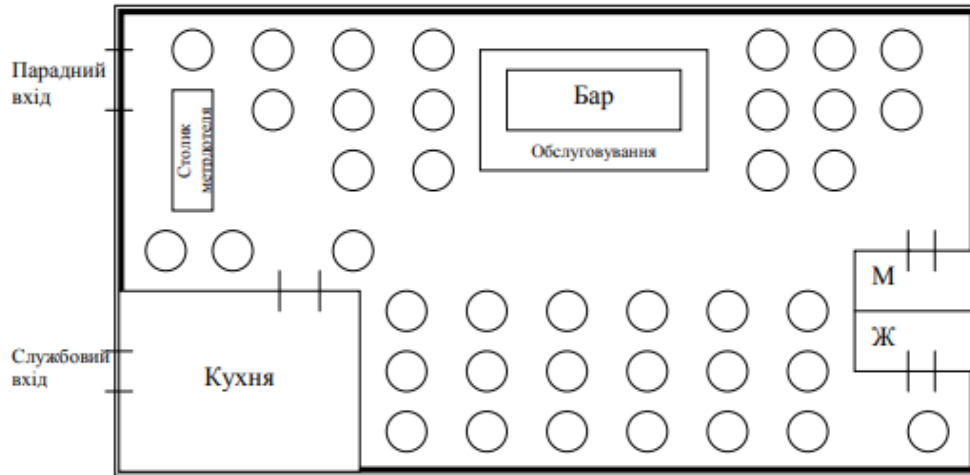 Парадний
вхід
Столик
метрдотеля
Бар
Обслуговування
М
Ж
Службовий
вхід
Кухня